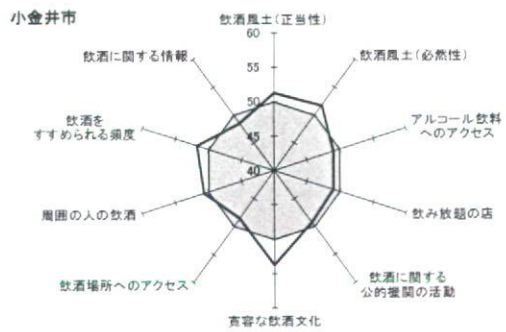 小金井市
飲酒風土(正当性)
60
飲酒に関する情報
飲酒風土(必然性)
55
50
飲酒を
すすめられる頻度
アルコール飲料
へのアクセス
45
40
周囲の人の飲酒
飲み放題の店
飲酒場所へのアクセス
飲酒に関する
公的機関の活動
寛容な飲酒文化